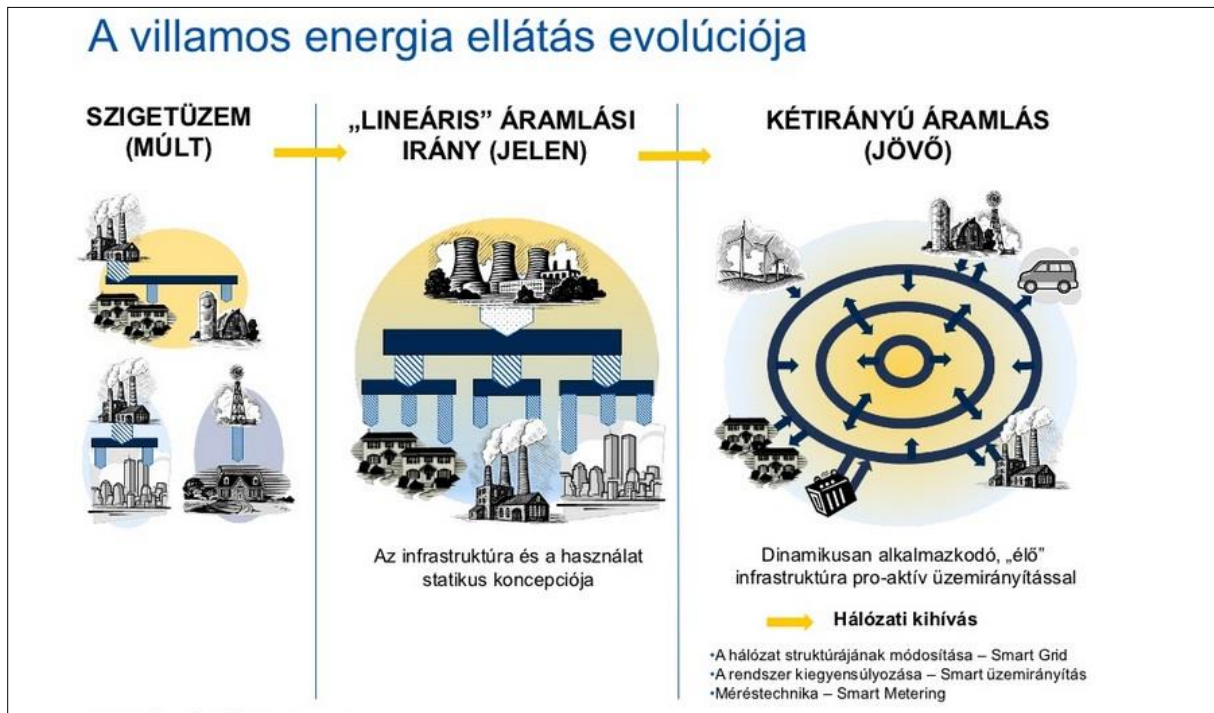 A villamos energia ellátás evolúciója
SZIGETÜZEM
(MÚLT)
„LINEÁRIS” ÁRAMLÁSI
IRÁNY (JELEN)
Az infrastruktúra és a használat
statikus koncepciója
KÉTIRÁNYÚ ÁRAMLÁS
(JÖVŐ)
Dinamikusan alkalmazkodó, „élő”
infrastruktúra pro-aktív üzemirányítással
Hálózati kihívás
•A hálózat struktúrájának módosítása – Smart Grid
•A rendszer kiegyensúlyozása – Smart üzemirányítás
•Méréstechnika – Smart Metering